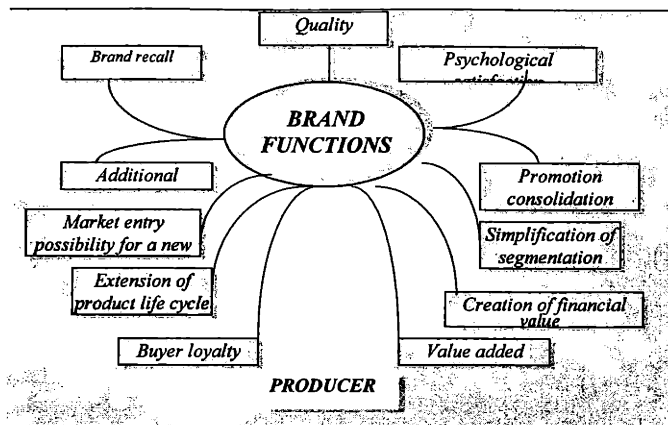 Quality
Brand recall
Psychological
BRAND
FUNCTIONS
Additional
Promotion
consolidation
Market entry
possibility for a new
Simplification of
segmentation
Extension of
product life cycle
Creation of financial
value
Buyer loyalty
Value added
PRODUCER